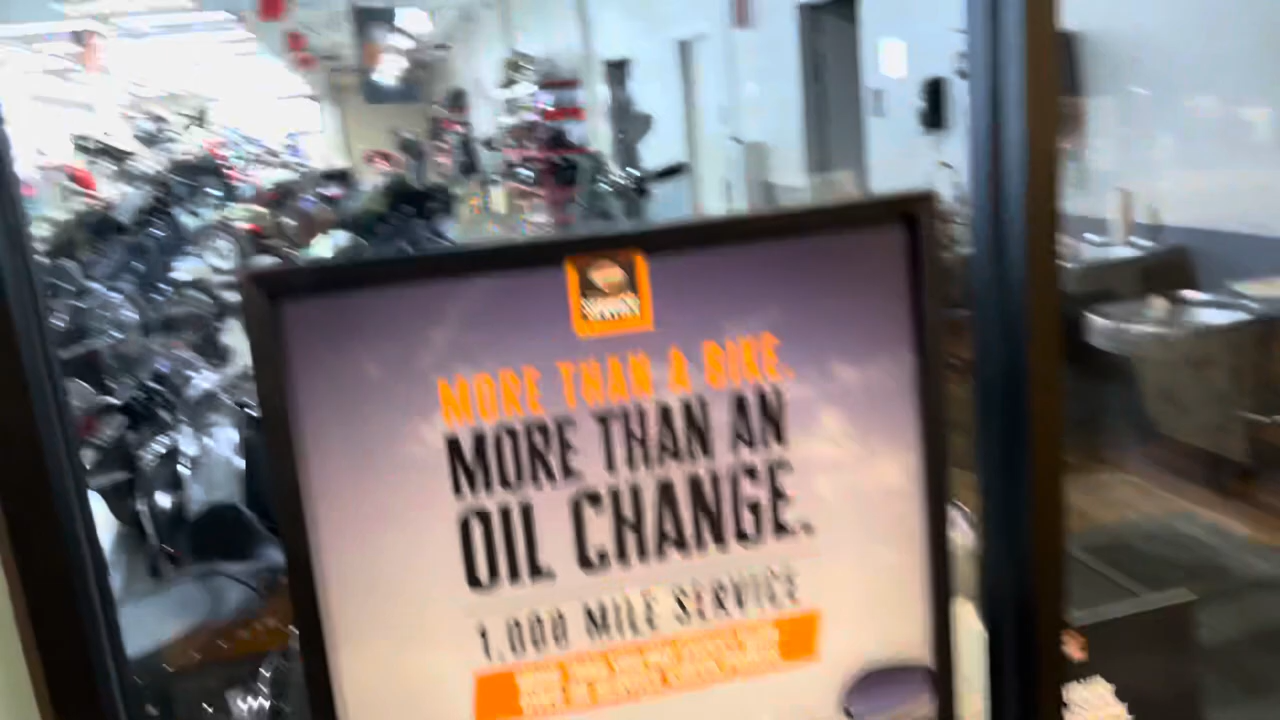 MORE THAN A BIKE.
MORE THAN AN
OIL CHANGE.
1,000 MILE SERVICE